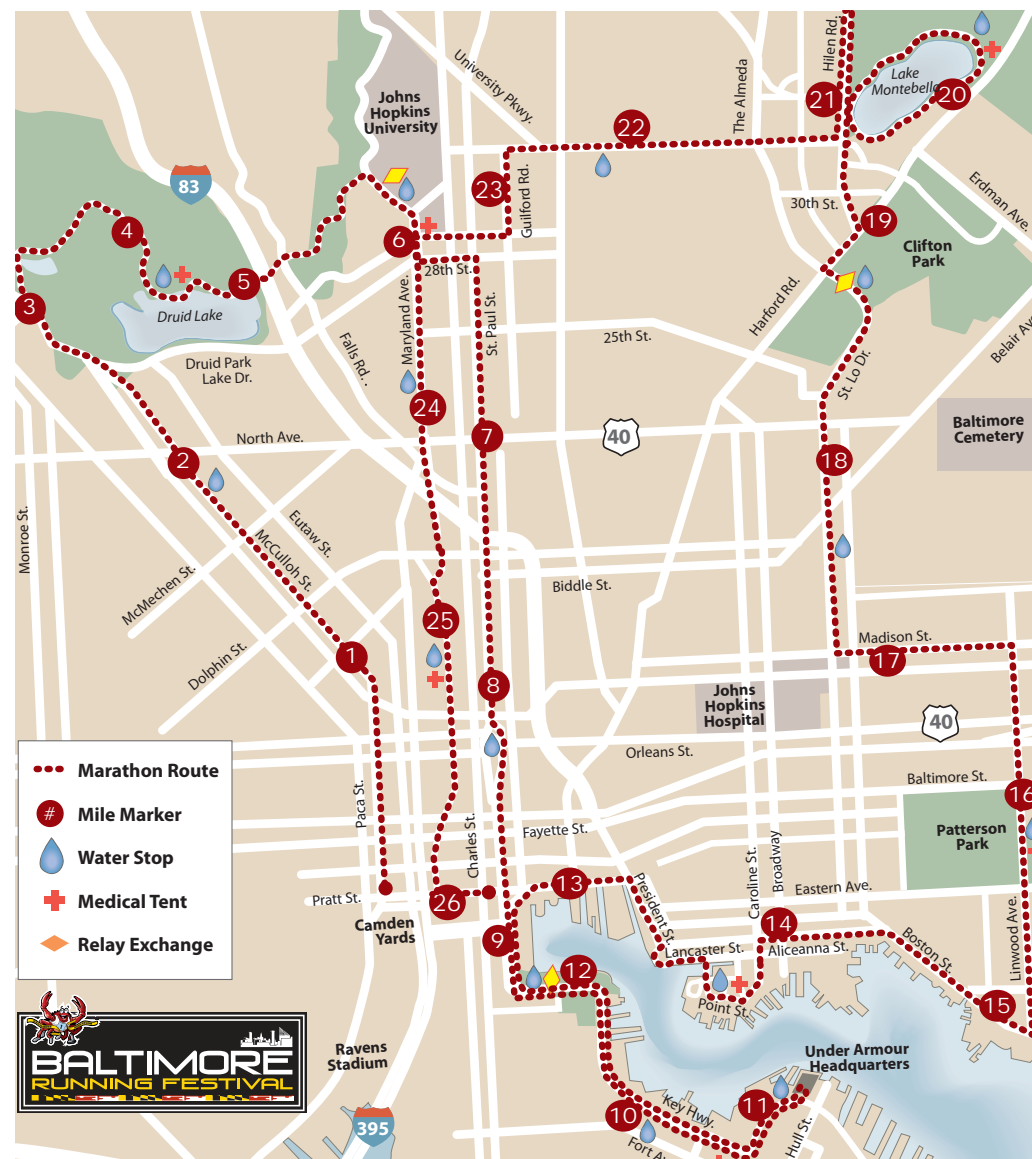 University Pkwy.
Hilen Rd.
The Almeda
Lake
Montebello
20
21
22
Johns
Hopkins
University
83
23
Guilford Rd.
Erdman Ave.
30th St.
19
Clifton
Park
4
6
5
3
28th St.
Druid Lake
Harford Rd.
Maryland Ave.
St. Paul St.
25th St.
Falls Rd. .
Druid Park
Lake Dr.
St. Lo Dr.
Belair Ave
24
North Ave.
7
40
Baltimore
Cemetery
2
18
Monroe St.
Eutaw St.
McCulloh St.
McMechen St.
Biddle St.
25
Dolphin St.
1
Madison St.
17
8
Johns
Hopkins
Hospital
40
Orleans St.
Marathon Route
# Mile Marker
Water Stop
Medical Tent
Relay Exchange
Paca St.
Baltimore St.
16
Charles St.
Fayette St.
Patterson
Park
Caroline St.
Broadway
President St.
13
Eastern Ave.
Pratt St.
26
Camden
Yards
9
14
Lancaster St.
Aliceanna St.
Boston St.
Linwood Ave.
12
Point St.
15
BALTIMORE
RUNNING FESTIVAL
Ravens
Stadium
Under Armour
Headquarters
395
10
Key Hwy.
11
Hull St.
Fort Av